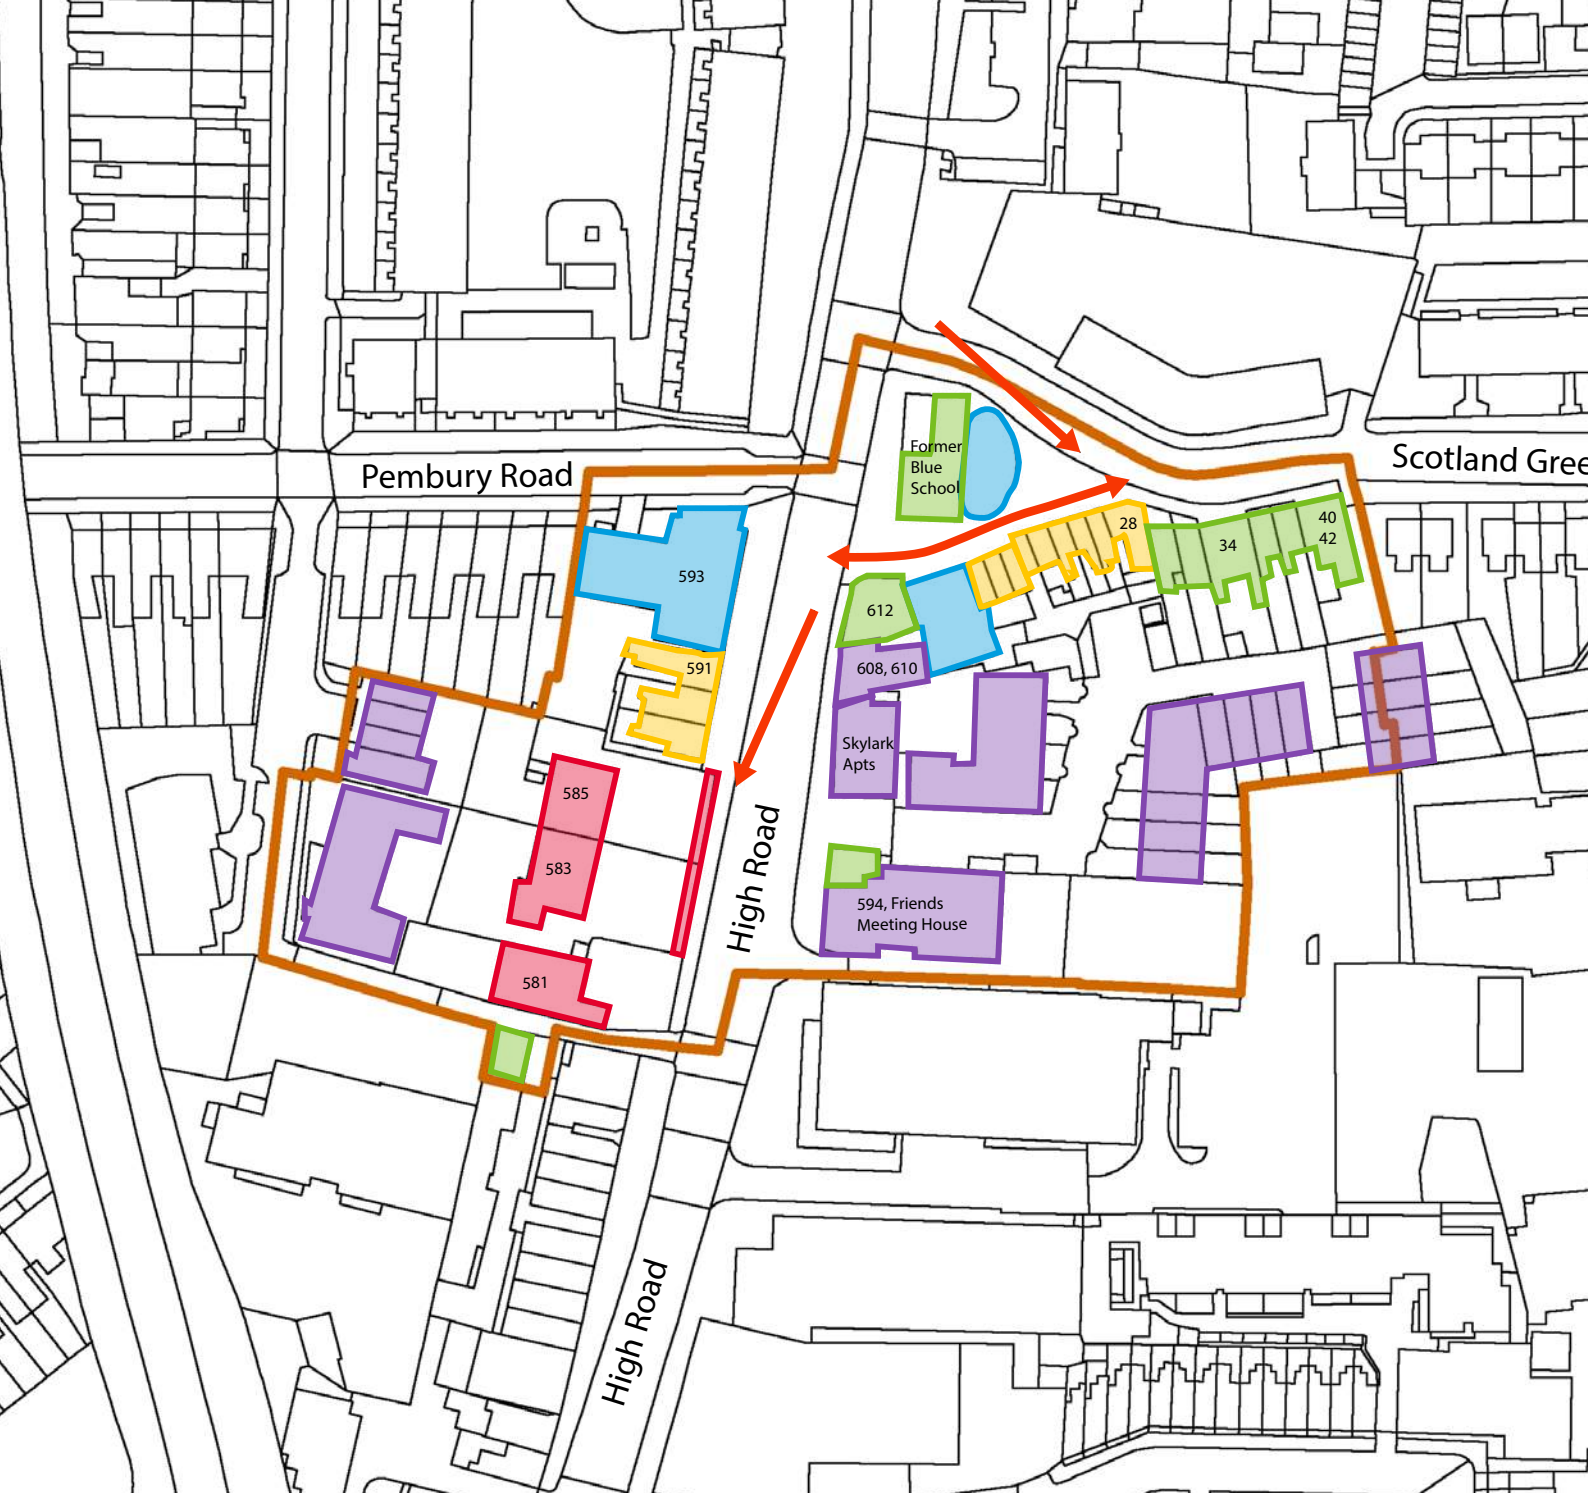 Pembury Road
Scotland Gree
Former
Blue
School
28
40
42
34
593
612
591
608, 610
Skylark
Apts
585
583
High Road
594, Friends
Meeting House
581
High Road